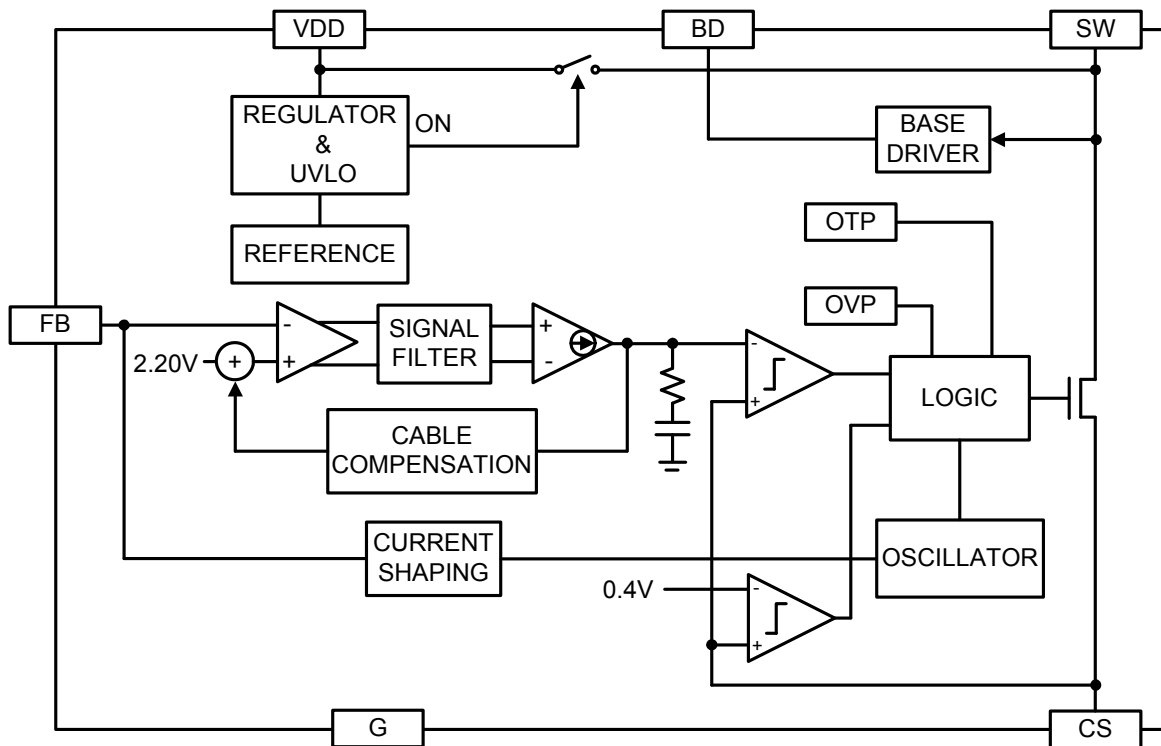 VDD
BD
SW
REGULATOR
&
UVLO
ON
BASE
DRIVER
REFERENCE
OTP
OVP
FB
-
+
2.20V
+
SIGNAL
FILTER
+
-
-
+
LOGIC
CABLE
COMPENSATION
CURRENT
SHAPING
OSCILLATOR
0.4V
-
+
G
CS